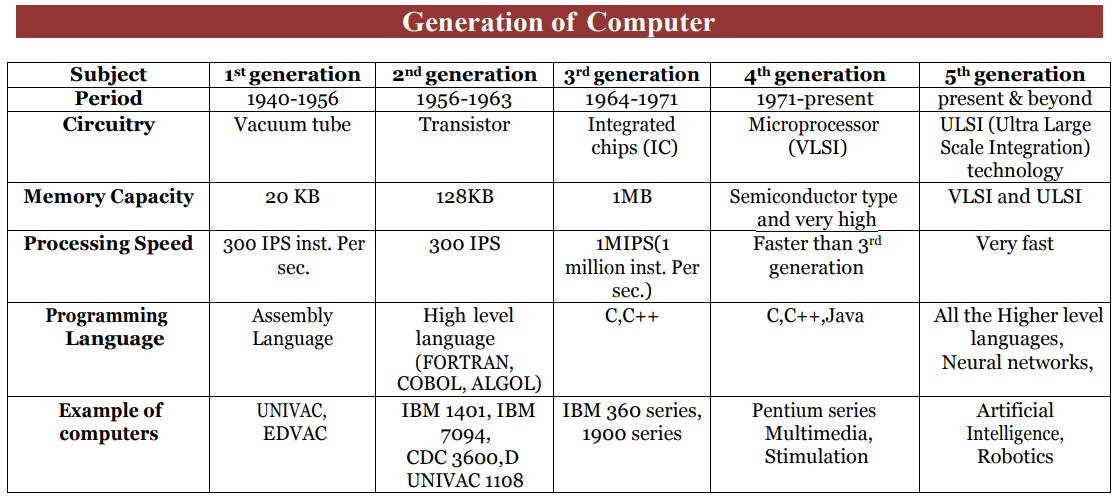 Generation of Computer
Subject 1st generation 2nd generation 3rd generation 4th generation 5th generation
Period 1940-1956 1956-1963 1964-1971 1971-present present & beyond
Circuitry Vacuum tube Transistor Integrated Microprocessor ULSI (Ultra Large
chips (IC) (VLSI) Scale Integration)
technology
Memory Capacity 20 KB 128KB 1MB Semiconductor type VLSI and ULSI
and very high
Processing Speed 300 IPS inst. Per 300 IPS 1MIPS(1 Faster than 3rd Very fast
sec. million inst. Per generation
sec.)
Programming Assembly High level C,C++ C,C++,Java All the Higher level
Language Language language languages,
(FORTRAN, Neural networks,
COBOL, ALGOL)
Example of UNIVAC, IBM 1401, IBM IBM 360 series, Pentium series Artificial
computers EDVAC 7094, 1900 series Multimedia, Intelligence,
CDC 3600,D Stimulation Robotics
UNIVAC 1108